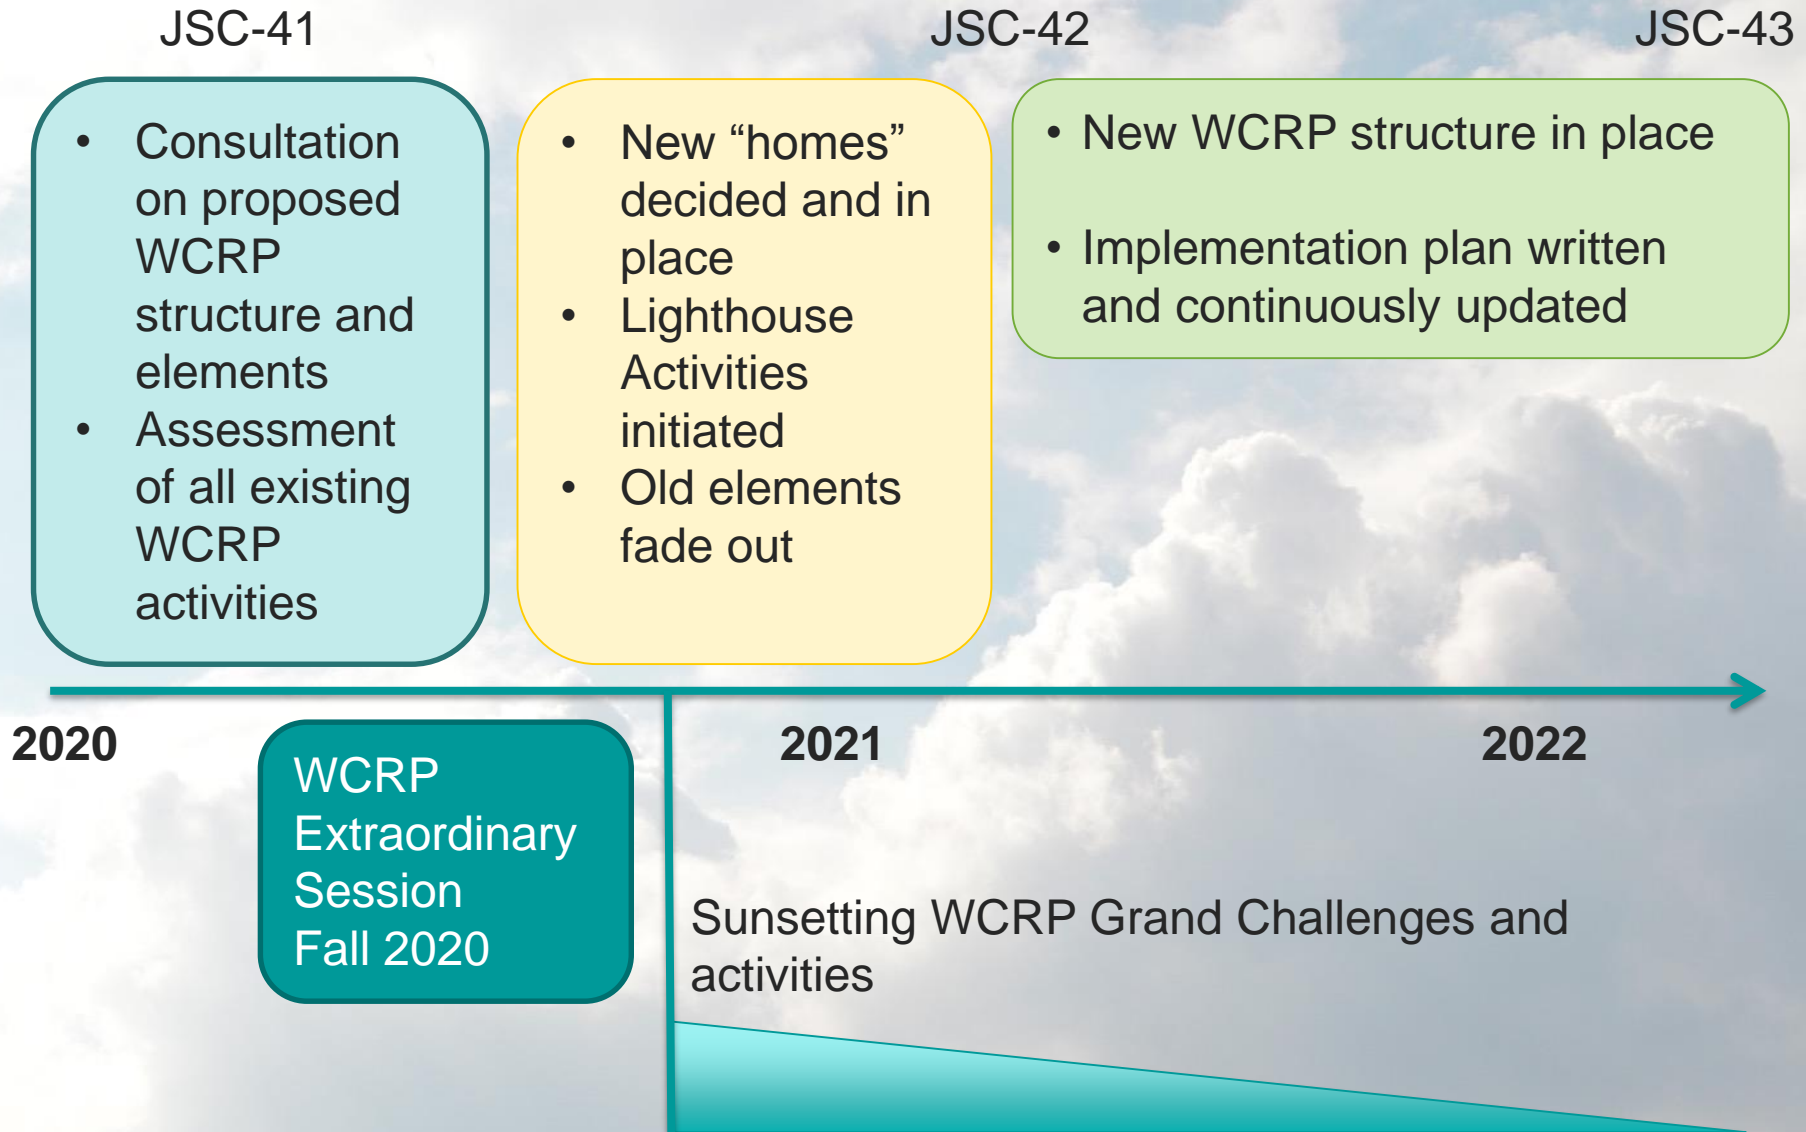 JSC-41
JSC-42
JSC-43
• Consultation
on proposed
WCRP
structure and
elements
• Assessment
of all existing
WCRP
activities
• New “homes”
decided and in
place
• Lighthouse
Activities
initiated
• Old elements
fade out
• New WCRP structure in place
• Implementation plan written
and continuously updated
2020
2021
2022
WCRP
Extraordinary
Session
Fall 2020
Sunsetting WCRP Grand Challenges and
activities